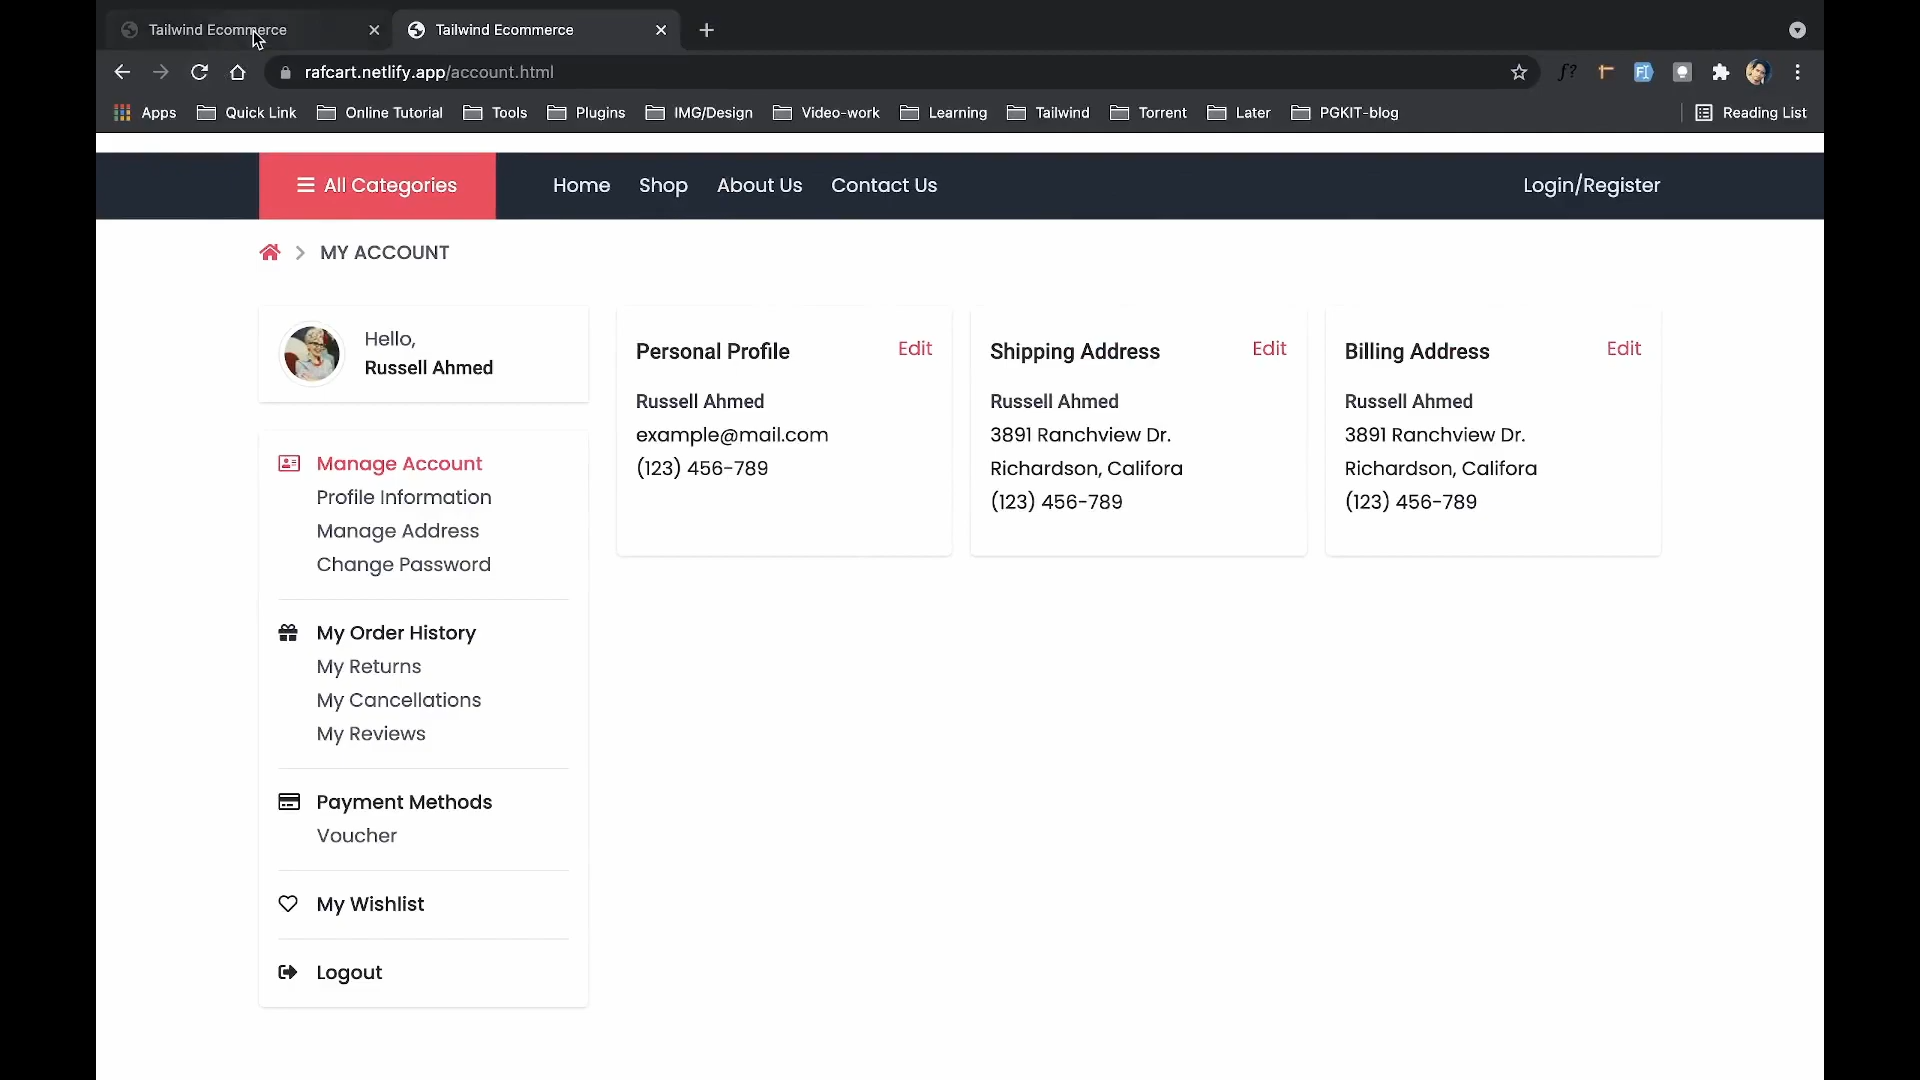 Tailwind Ecommerce
Tailwind Ecommerce
rafcart.netlify.app/account.html
f?
Apps Quick Link Online Tutorial Tools Plugins IMG/Design Video-work Learning Tailwind Torrent Later PGKIT-blog Reading List
All Categories Home Shop About Us Contact Us Login/Register
MY ACCOUNT
Hello,
Russell Ahmed
Manage Account
Profile Information
Manage Address
Change Password
My Order History
My Returns
My Cancellations
My Reviews
Payment Methods
Voucher
My Wishlist
Logout
Personal Profile Edit
Russell Ahmed
example@mail.com
(123) 456-789
Shipping Address Edit
Russell Ahmed
3891 Ranchview Dr.
Richardson, Califora
(123) 456-789
Billing Address Edit
Russell Ahmed
3891 Ranchview Dr.
Richardson, Califora
(123) 456-789